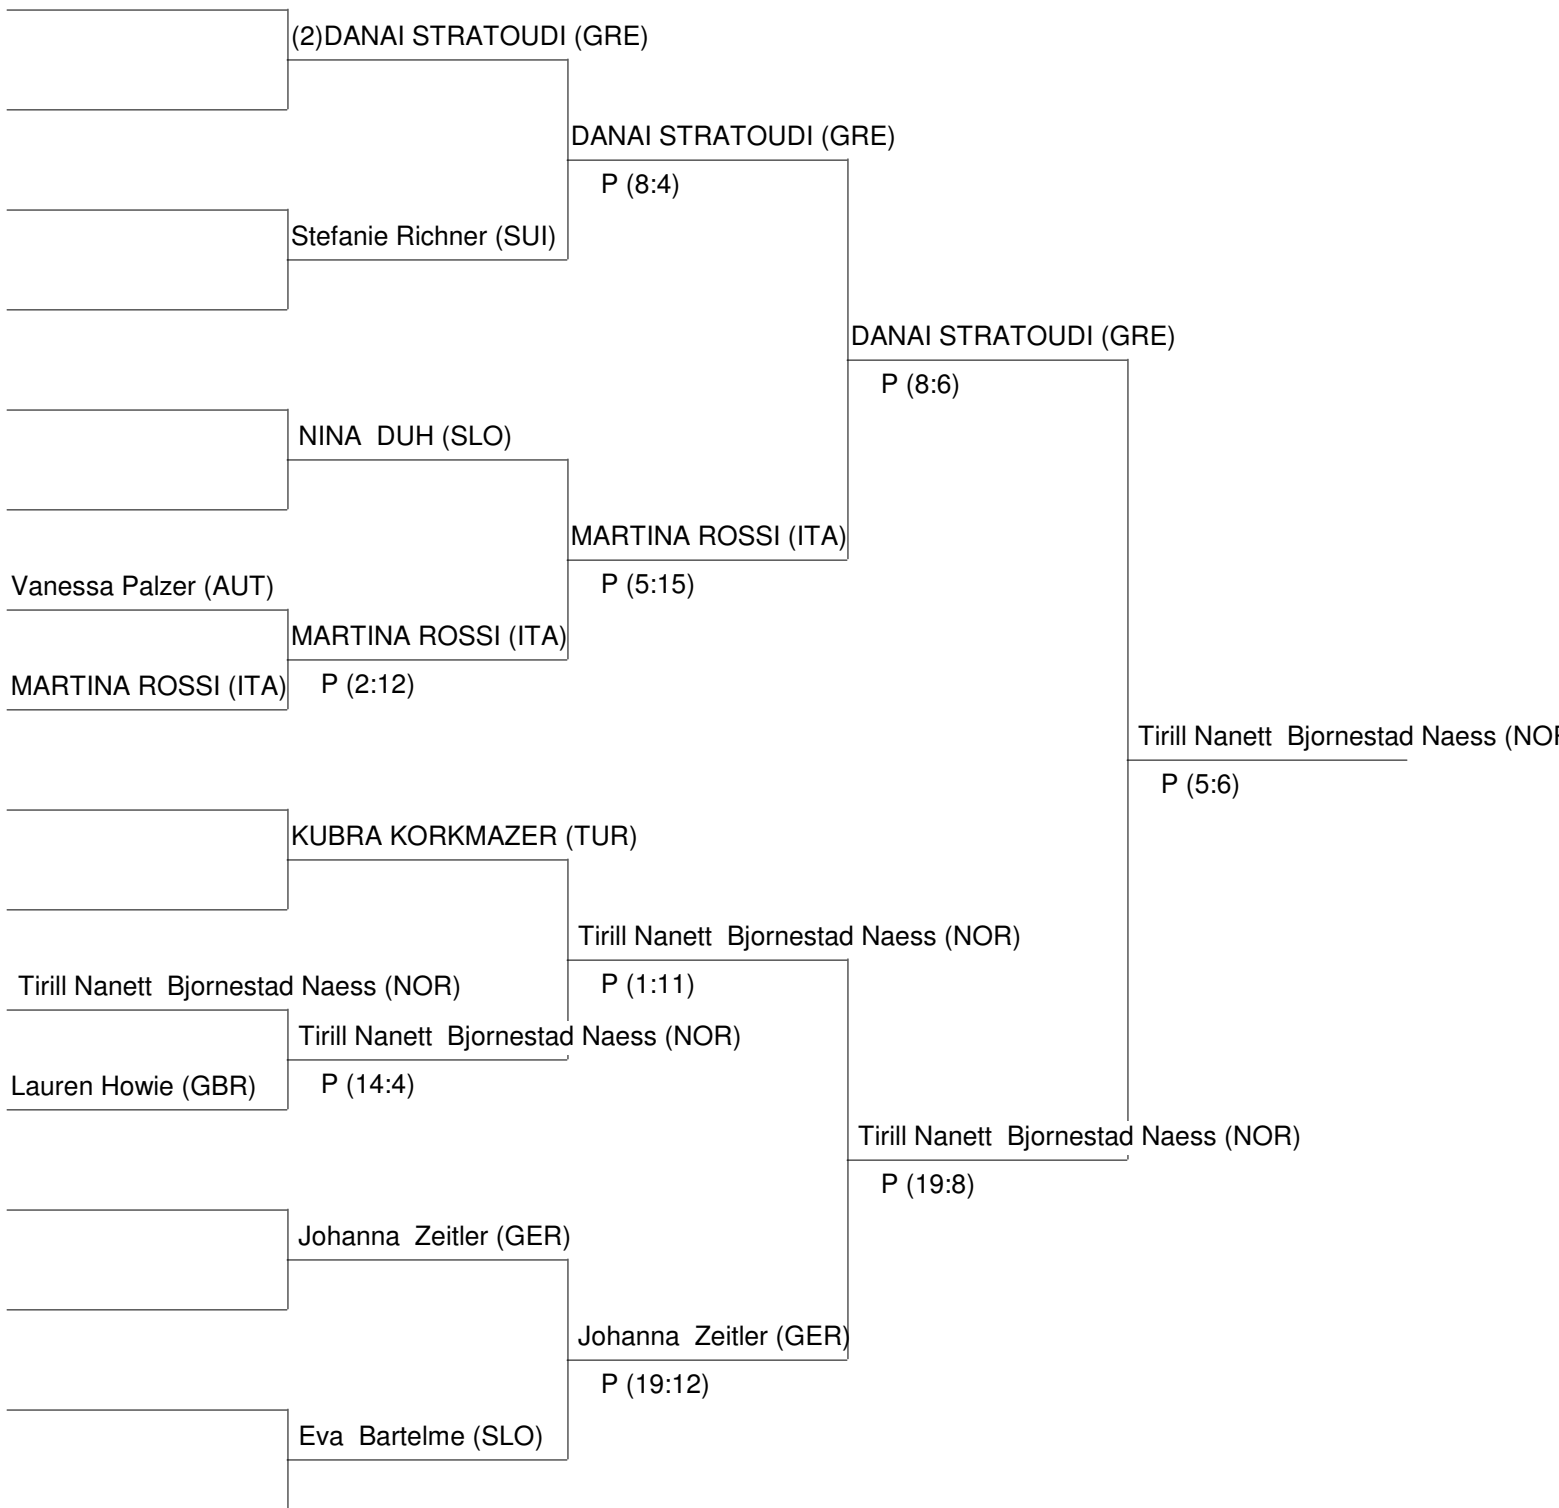 (2)DANAI STRATOUDI (GRE)
DANAI STRATOUDI (GRE)
P (8:4)
Stefanie Richner (SUI)
DANAI STRATOUDI (GRE)
P (8:6)
NINA  DUH (SLO)
MARTINA ROSSI (ITA)
P (5:15)
Vanessa Palzer (AUT)
MARTINA ROSSI (ITA)
MARTINA ROSSI (ITA)
P (2:12)
Tirill Nanett  Bjornestad Naess (NOR
P (5:6)
KUBRA KORKMAZER (TUR)
Tirill Nanett  Bjornestad Naess (NOR)
P (1:11)
Tirill Nanett  Bjornestad Naess (NOR)
Tirill Nanett  Bjornestad Naess (NOR)
Lauren Howie (GBR)
P (14:4)
Tirill Nanett  Bjornestad Naess (NOR)
P (19:8)
Johanna  Zeitler (GER)
Johanna  Zeitler (GER)
P (19:12)
Eva  Bartelme (SLO)